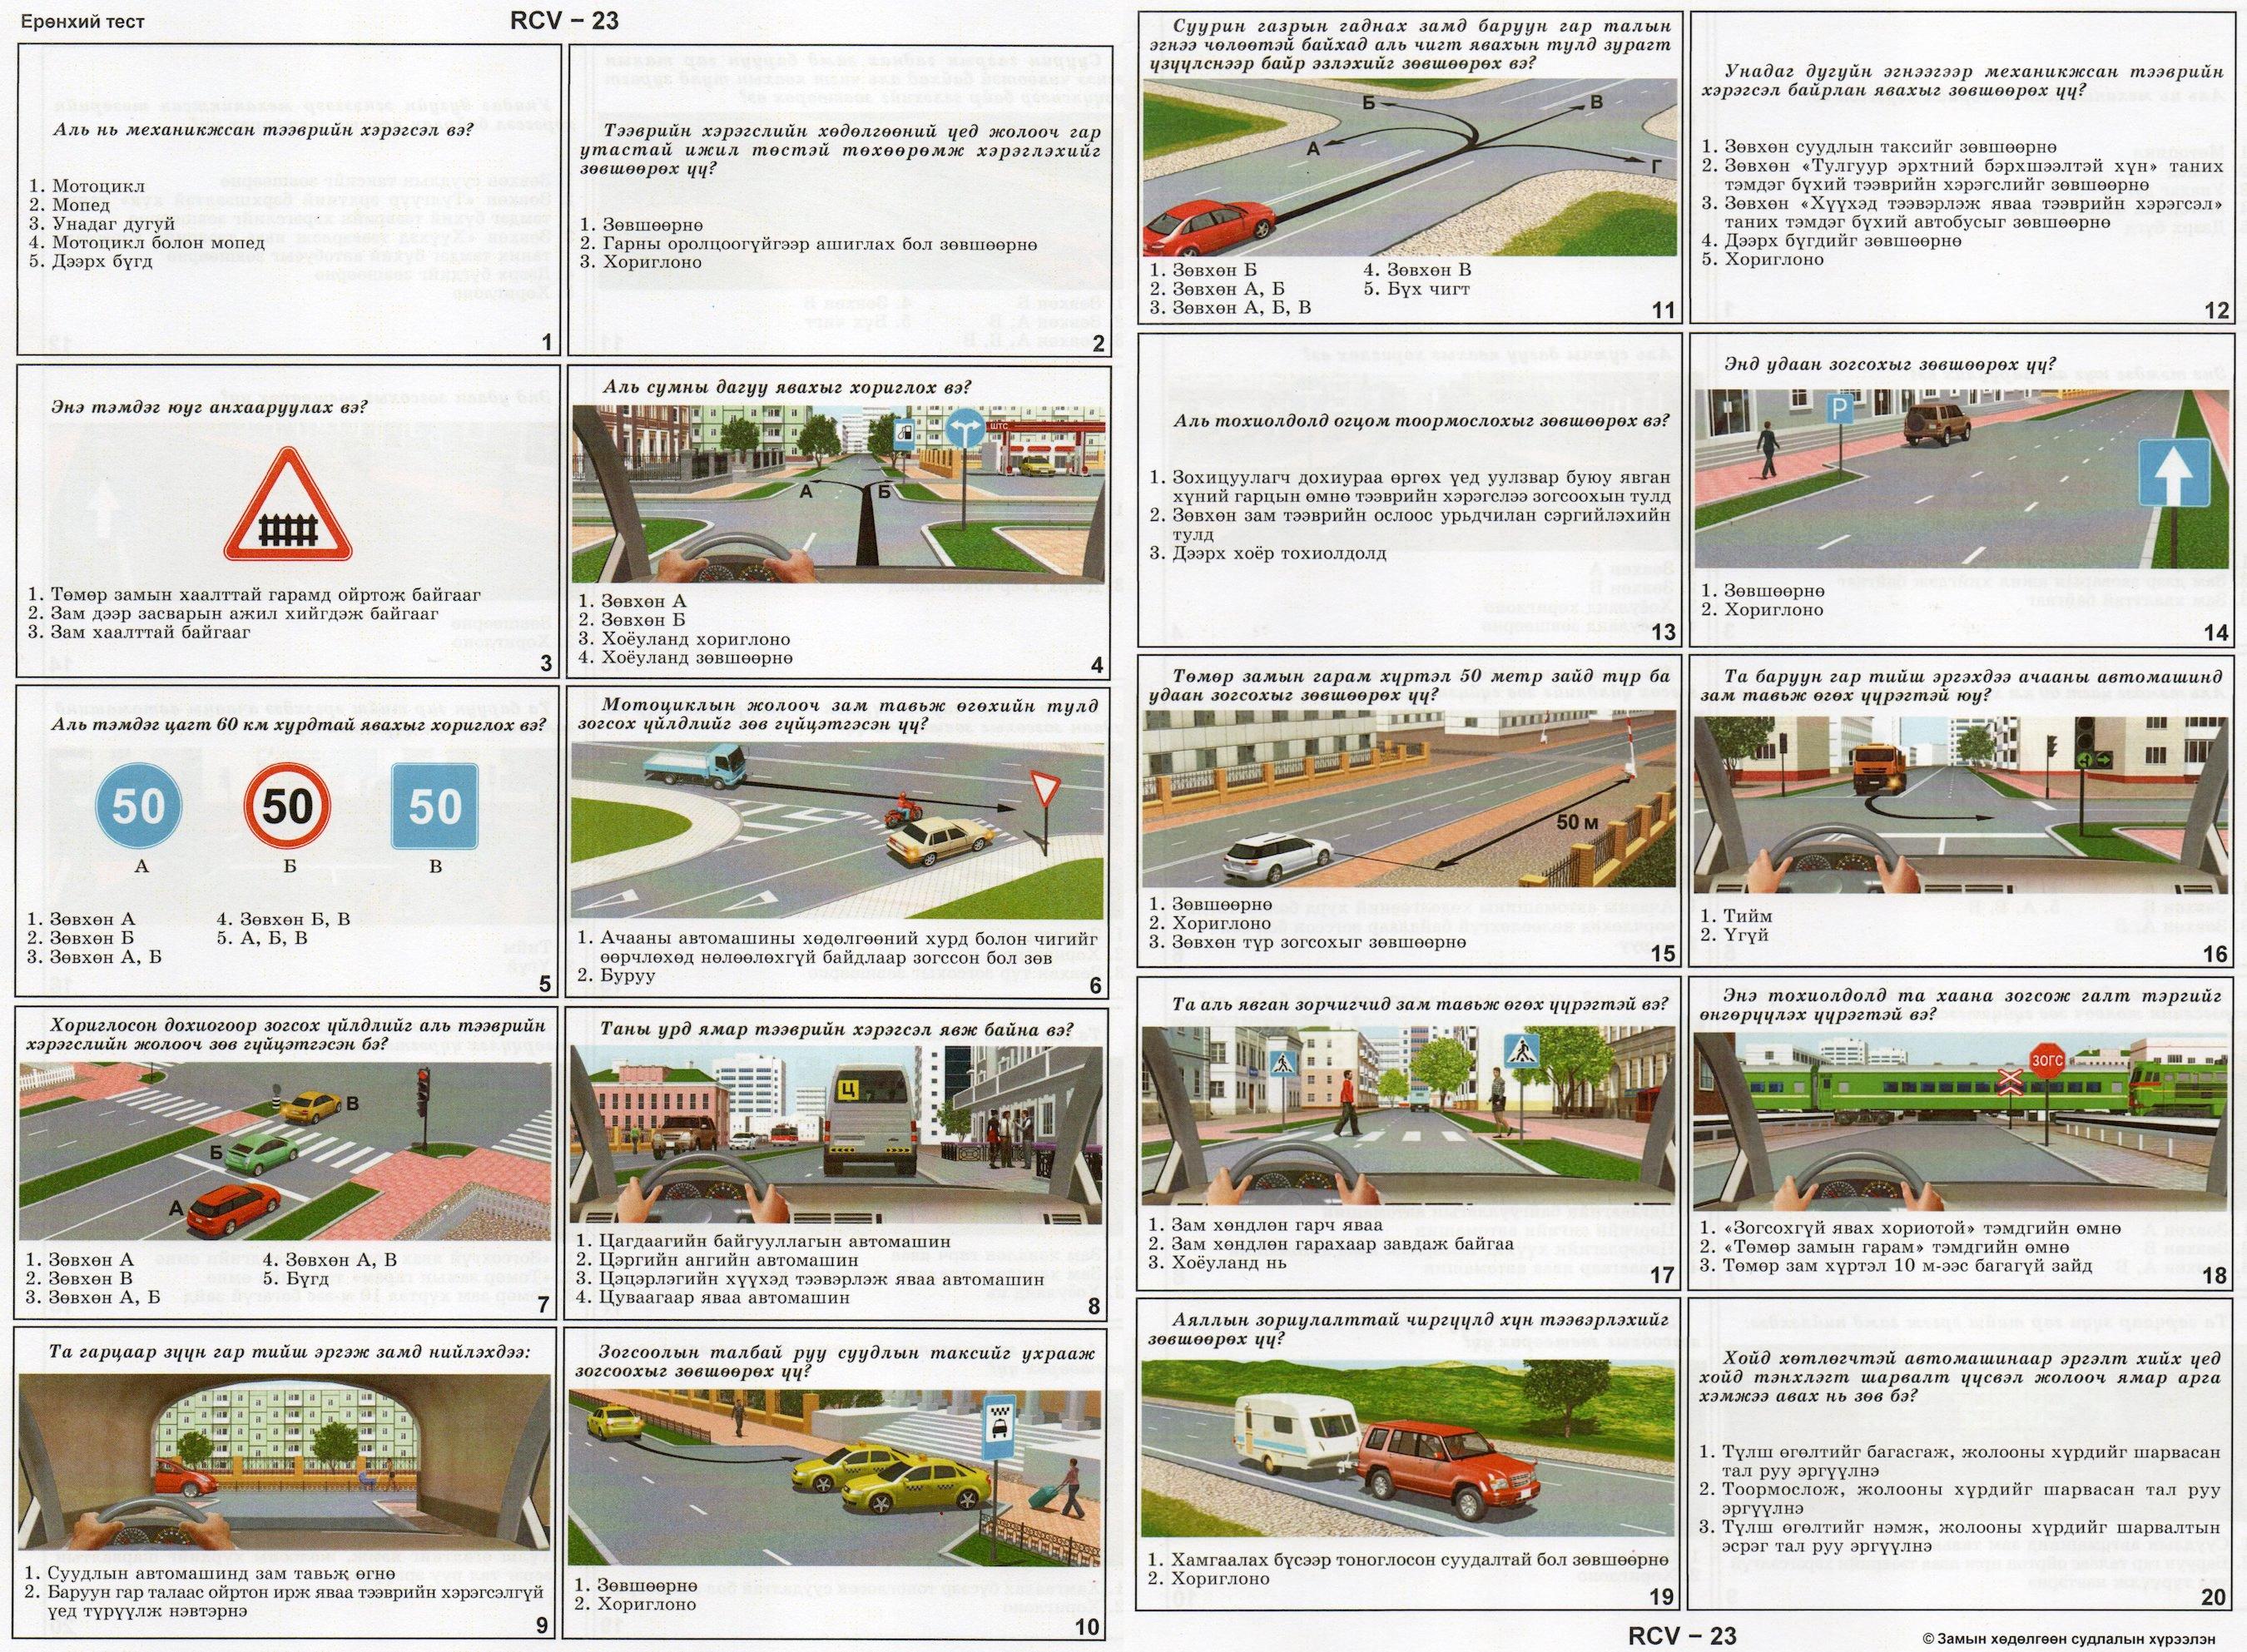 Ерөнхий тест
RCV – 23
Аль нь механикжсан тээврийн хэрэгсэл вэ?
1. Мотоцикл
2. Мопед
3. Унадаг дугуй
4. Мотоцикл болон мопед
5. Дээрх бүгд
1
Тээврийн хэрэгслийн хөдөлгөөний үед жолооч гар
утастай ижил төстэй төхөөрөмж хэрэглэхийг
зөвшөөрөх үү?
1. Зөвшөөрнө
2. Гарны оролцоогүйгээр ашиглах бол зөвшөөрнө
3. Хориглоно
2
Энэ тэмдэг юуг анхааруулах вэ?
1. Төмөр замын хаалттай гарамд ойртож байгааг
2. Зам дээр засварын ажил хийгдэж байгааг
3. Зам хаалттай байгааг
3
Аль сумны дагуу явахыг хориглох вэ?
ШТС
А
Б
1. Зөвхөн А
2. Зөвхөн Б
3. Хоёуланд хориглоно
4. Хоёуланд зөвшөөрнө
4
Аль тэмдэг цагт 60 км хурдтай явахыг хориглох вэ?
50 50 50
А Б В
1. Зөвхөн А 4. Зөвхөн Б, В
2. Зөвхөн Б 5. А, Б, В
3. Зөвхөн А, Б
5
Мотоциклын жолооч зам тавьж өгөхийн тулд
зогсох үйлдлийг зөв гүйцэтгэсэн үү?
1. Ачааны автомашины хөдөлгөөний хурд болон чигийг
өөрчлөхөд нөлөөлөхгүй байдлаар зогссон бол зөв
2. Буруу
6
Хориглосон дохиогоор зогсох үйлдлийг аль тээврийн
хэрэгслийн жолооч зөв гүйцэтгэсэн бэ?
В
Б
А
1. Зөвхөн А 4. Зөвхөн А, В
2. Зөвхөн В 5. Бүгд
3. Зөвхөн А, Б
7
Таны урд ямар тээврийн хэрэгсэл явж байна вэ?
Ц
1. Цагдаагийн байгууллагын автомашин
2. Цэргийн ангийн автомашин
3. Цэцэрлэгийн хүүхэд тээвэрлэж яваа автомашин
4. Цуваагаар яваа автомашин
8
Та гарцаар зүүн гар тийш эргэж замд нийлэхдээ:
1. Суудлын автомашинд зам тавьж өгнө
2. Баруун гар талаас ойртон ирж яваа тээврийн хэрэгсэлгүй
үед түрүүлж нэвтэрнэ
9
Зогсоолын талбай руу суудлын таксийг ухрааж
зогсоохыг зөвшөөрөх үү?
1. Зөвшөөрнө
2. Хориглоно
10
Суурин газрын гаднах замд баруун гар талын
эгнээ чөлөөтэй байхад аль чигт явахын тулд зурагт
үзүүлснээр байр эзлэхийг зөвшөөрөх вэ?
Б
В
А
Г
1. Зөвхөн Б 4. Зөвхөн В
2. Зөвхөн А, Б 5. Бүх чигт
3. Зөвхөн А, Б, В
11
Унадаг дугуйн эгнээгээр механикжсан тээврийн
хэрэгсэл байрлан явахыг зөвшөөрөх үү?
1. Зөвхөн суудлын таксийг зөвшөөрнө
2. Зөвхөн «Тулгуур эрхтний бэрхшээлтэй хүн» таних
тэмдэг бүхий тээврийн хэрэгслийг зөвшөөрнө
3. Зөвхөн «Хүүхэд тээвэрлэж яваа тээврийн хэрэгсэл»
таних тэмдэг бүхий автобусыг зөвшөөрнө
4. Дээрх бүгдийг зөвшөөрнө
5. Хориглоно
12
Аль тохиолдолд огцом тоормослохыг зөвшөөрөх вэ?
1. Зохицуулагч дохиураа өргөх үед уулзвар буюу явган
хүний гарцын өмнө тээврийн хэрэгслээ зогсоохын тулд
2. Зөвхөн зам тээврийн ослоос урьдчилан сэргийлэхийн
тулд
3. Дээрх хоёр тохиолдолд
13
Энд удаан зогсохыг зөвшөөрөх үү?
P
1. Зөвшөөрнө
2. Хориглоно
14
Төмөр замын гарам хүртэл 50 метр зайд түр ба
удаан зогсохыг зөвшөөрөх үү?
50 м
1. Зөвшөөрнө
2. Хориглоно
3. Зөвхөн түр зогсохыг зөвшөөрнө
15
Та баруун гар тийш эргэхдээ ачааны автомашинд
зам тавьж өгөх үүрэгтэй юу?
1. Тийм
2. Үгүй
16
Та аль явган зорчигчид зам тавьж өгөх үүрэгтэй вэ?
1. Зам хөндлөн гарч яваа
2. Зам хөндлөн гарахаар завдаж байгаа
3. Хоёуланд нь
17
Энэ тохиолдолд та хаана зогсож галт тэргийг
өнгөрүүлэх үүрэгтэй вэ?
ЗОГС
1. «Зогсохгүй явах хориотой» тэмдгийн өмнө
2. «Төмөр замын гарам» тэмдгийн өмнө
3. Төмөр зам хүртэл 10 м-ээс багагүй зайд
18
Аяллын зориулалттай чиргүүлд хүн тээвэрлэхийг
зөвшөөрөх үү?
1. Хамгаалах бүсээр тоноглосон суудалтай бол зөвшөөрнө
2. Хориглоно
19
Хойд хөтлөгчтэй автомашинаар эргэлт хийх үед
хойд тэнхлэгт шарвалт үүсвэл жолооч ямар арга
хэмжээ авах нь зөв бэ?
1. Түлш өгөлтийг багасгаж, жолооны хүрдийг шарвасан
тал руу эргүүлнэ
2. Тоормослож, жолооны хүрдийг шарвасан тал руу
эргүүлнэ
3. Түлш өгөлтийг нэмж, жолооны хүрдийг шарвалтын
эсрэг тал руу эргүүлнэ
20
RCV – 23
© Замын хөдөлгөөн судлалын хүрээлэн